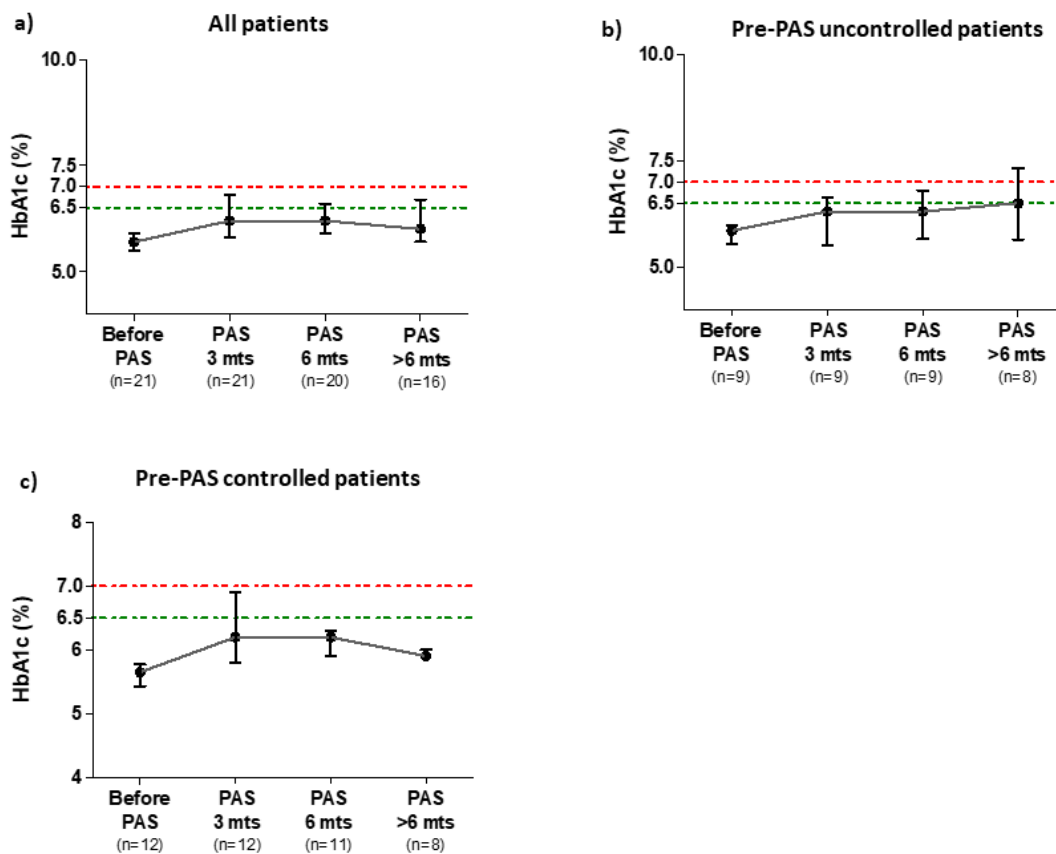 a)
All patients
HbA1c (%)
10.0
7.5
7.0
6.5
5.0
Before PAS
(n=21)
PAS 3 mts
(n=21)
PAS 6 mts
(n=20)
PAS >6 mts
(n=16)
b)
Pre-PAS uncontrolled patients
HbA1c (%)
10.0
7.5
7.0
6.5
5.0
Before PAS
(n=9)
PAS 3 mts
(n=9)
PAS 6 mts
(n=9)
PAS >6 mts
(n=8)
c)
Pre-PAS controlled patients
HbA1c (%)
8
7.0
6.5
6
5
4
Before PAS
(n=12)
PAS 3 mts
(n=12)
PAS 6 mts
(n=11)
PAS >6 mts
(n=8)